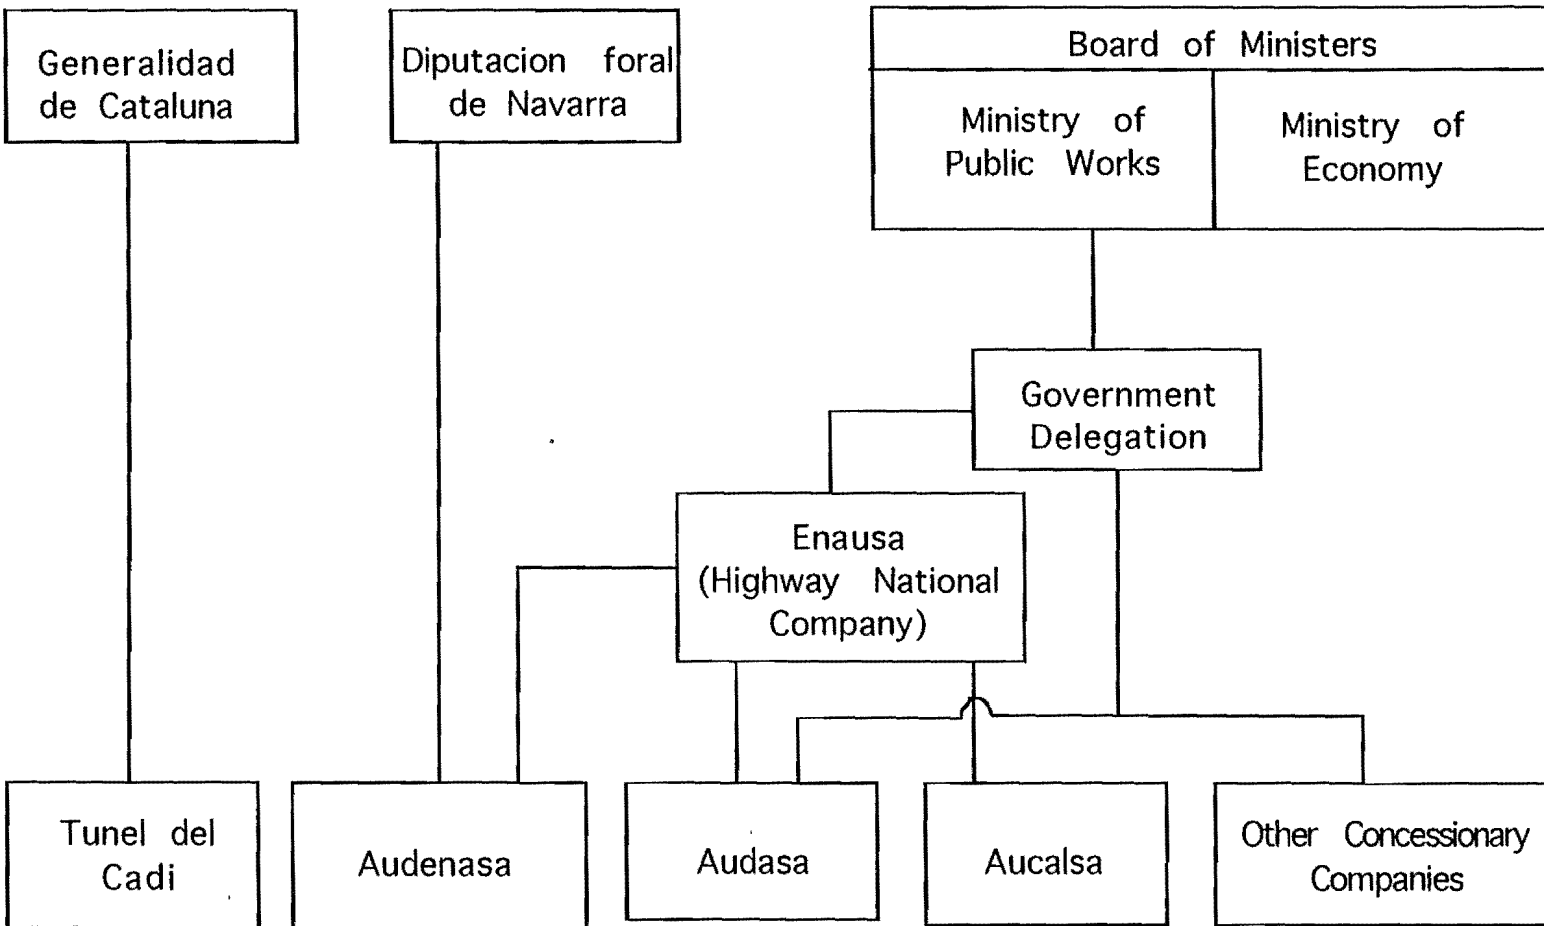 Generalidad
de Cataluna
Diputacion foral
de Navarra
Board of Ministers
Ministry of
Public Works
Ministry of
Economy
Government
Delegation
Enausa
(Highway National
Company)
Tunel del
Cadi
Audenasa
Audasa
Aucalsa
Other Concessionary
Companies